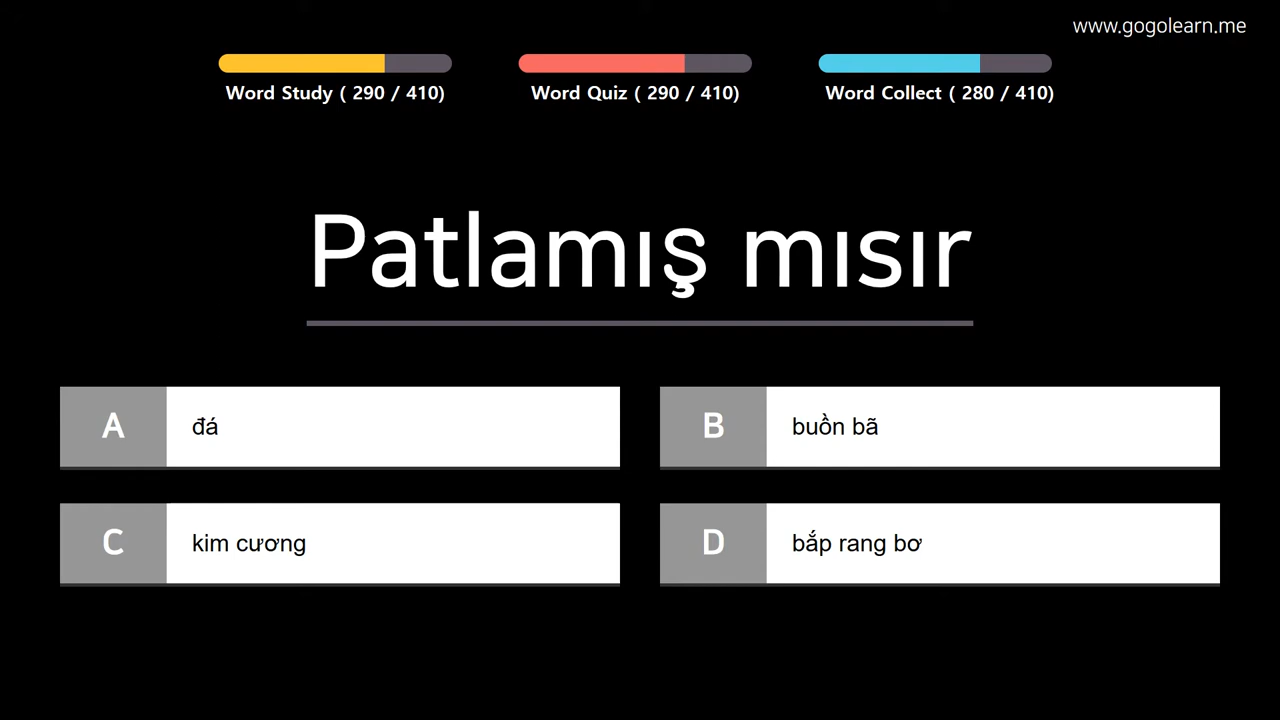 www.gogolearn.me
Word Study ( 290 / 410)
Word Quiz ( 290 / 410)
Word Collect ( 280 / 410)
Patlamış mısır
A
đá
B
buồn bã
C
kim cương
D
bắp rang bơ